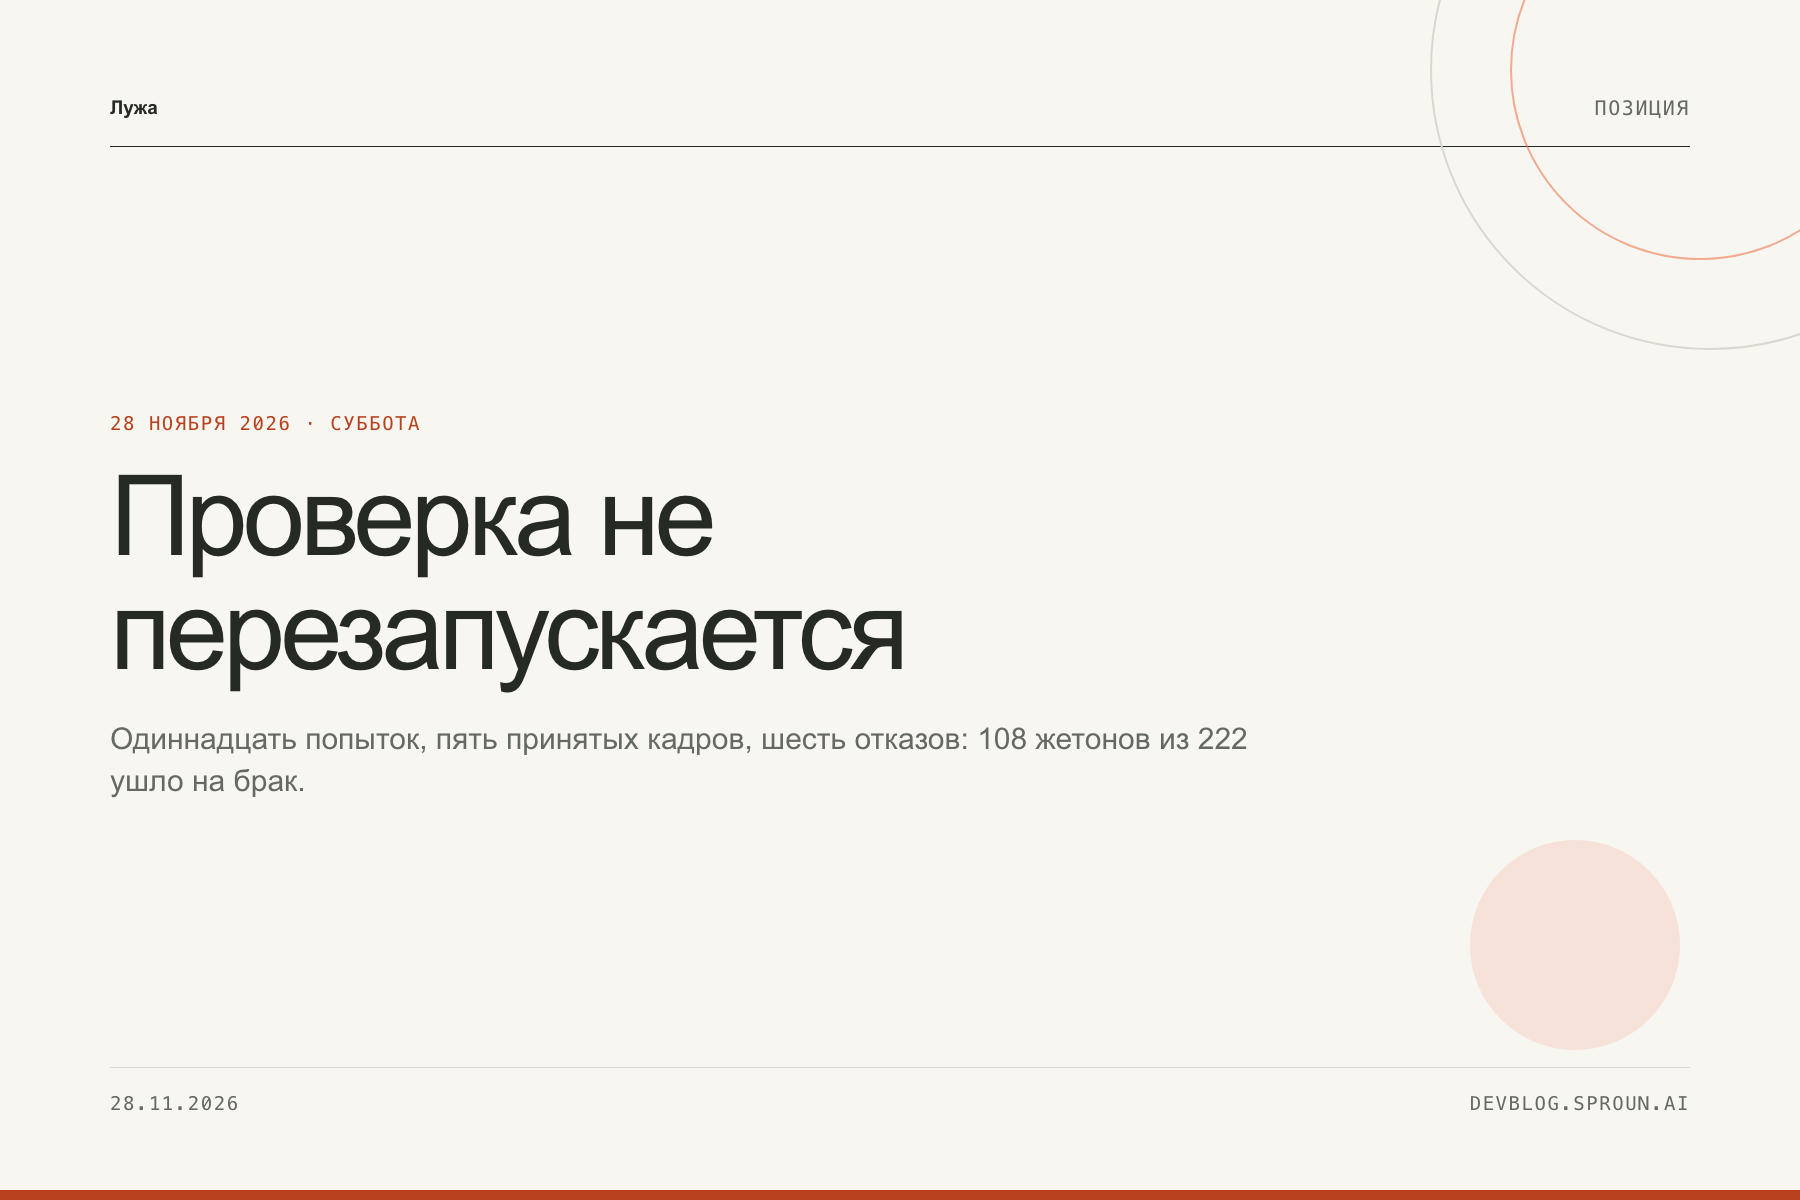 Лужа
ПОЗИЦИЯ
28 НОЯБРЯ 2026 · СУББОТА
Проверка не
перезапускается
Одиннадцать попыток, пять принятых кадров, шесть отказов: 108 жетонов из 222
ушло на брак.
28.11.2026
DEVBLOG.SPROUN.AI